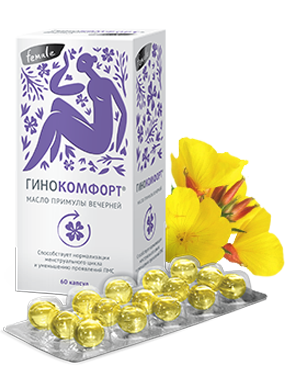 female
ГИНОКОМФОРТ®
МАСЛО ПРИМУЛЫ ВЕЧЕРНЕЙ
Способствует нормализации
менструального цикла
и уменьшению проявлений ПМС
60 капсул